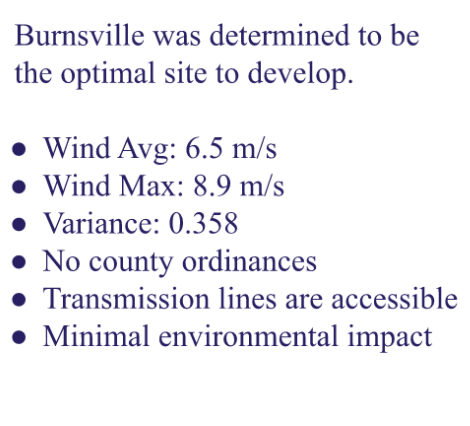 Burnsville was determined to be
the optimal site to develop.
● Wind Avg: 6.5 m/s
● Wind Max: 8.9 m/s
● Variance: 0.358
● No county ordinances
● Transmission lines are accessible
● Minimal environmental impact